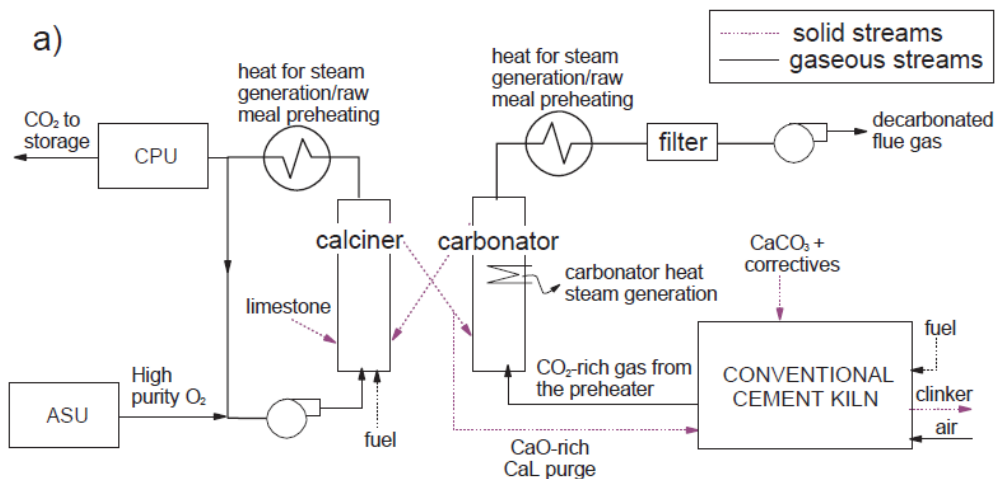 a)
solid streams
gaseous streams
heat for steam
generation/raw
meal preheating
heat for steam
generation/raw
meal preheating
CO₂ to
storage
CPU
filter
decarbonated
flue gas
calciner
carbonator
CaCO₃ +
correctives
carbonator heat
steam generation
limestone
fuel
High
purity O₂
ASU
CO₂-rich gas from
the preheater
CONVENTIONAL
CEMENT KILN
clinker
air
fuel
CaO-rich
CaL purge